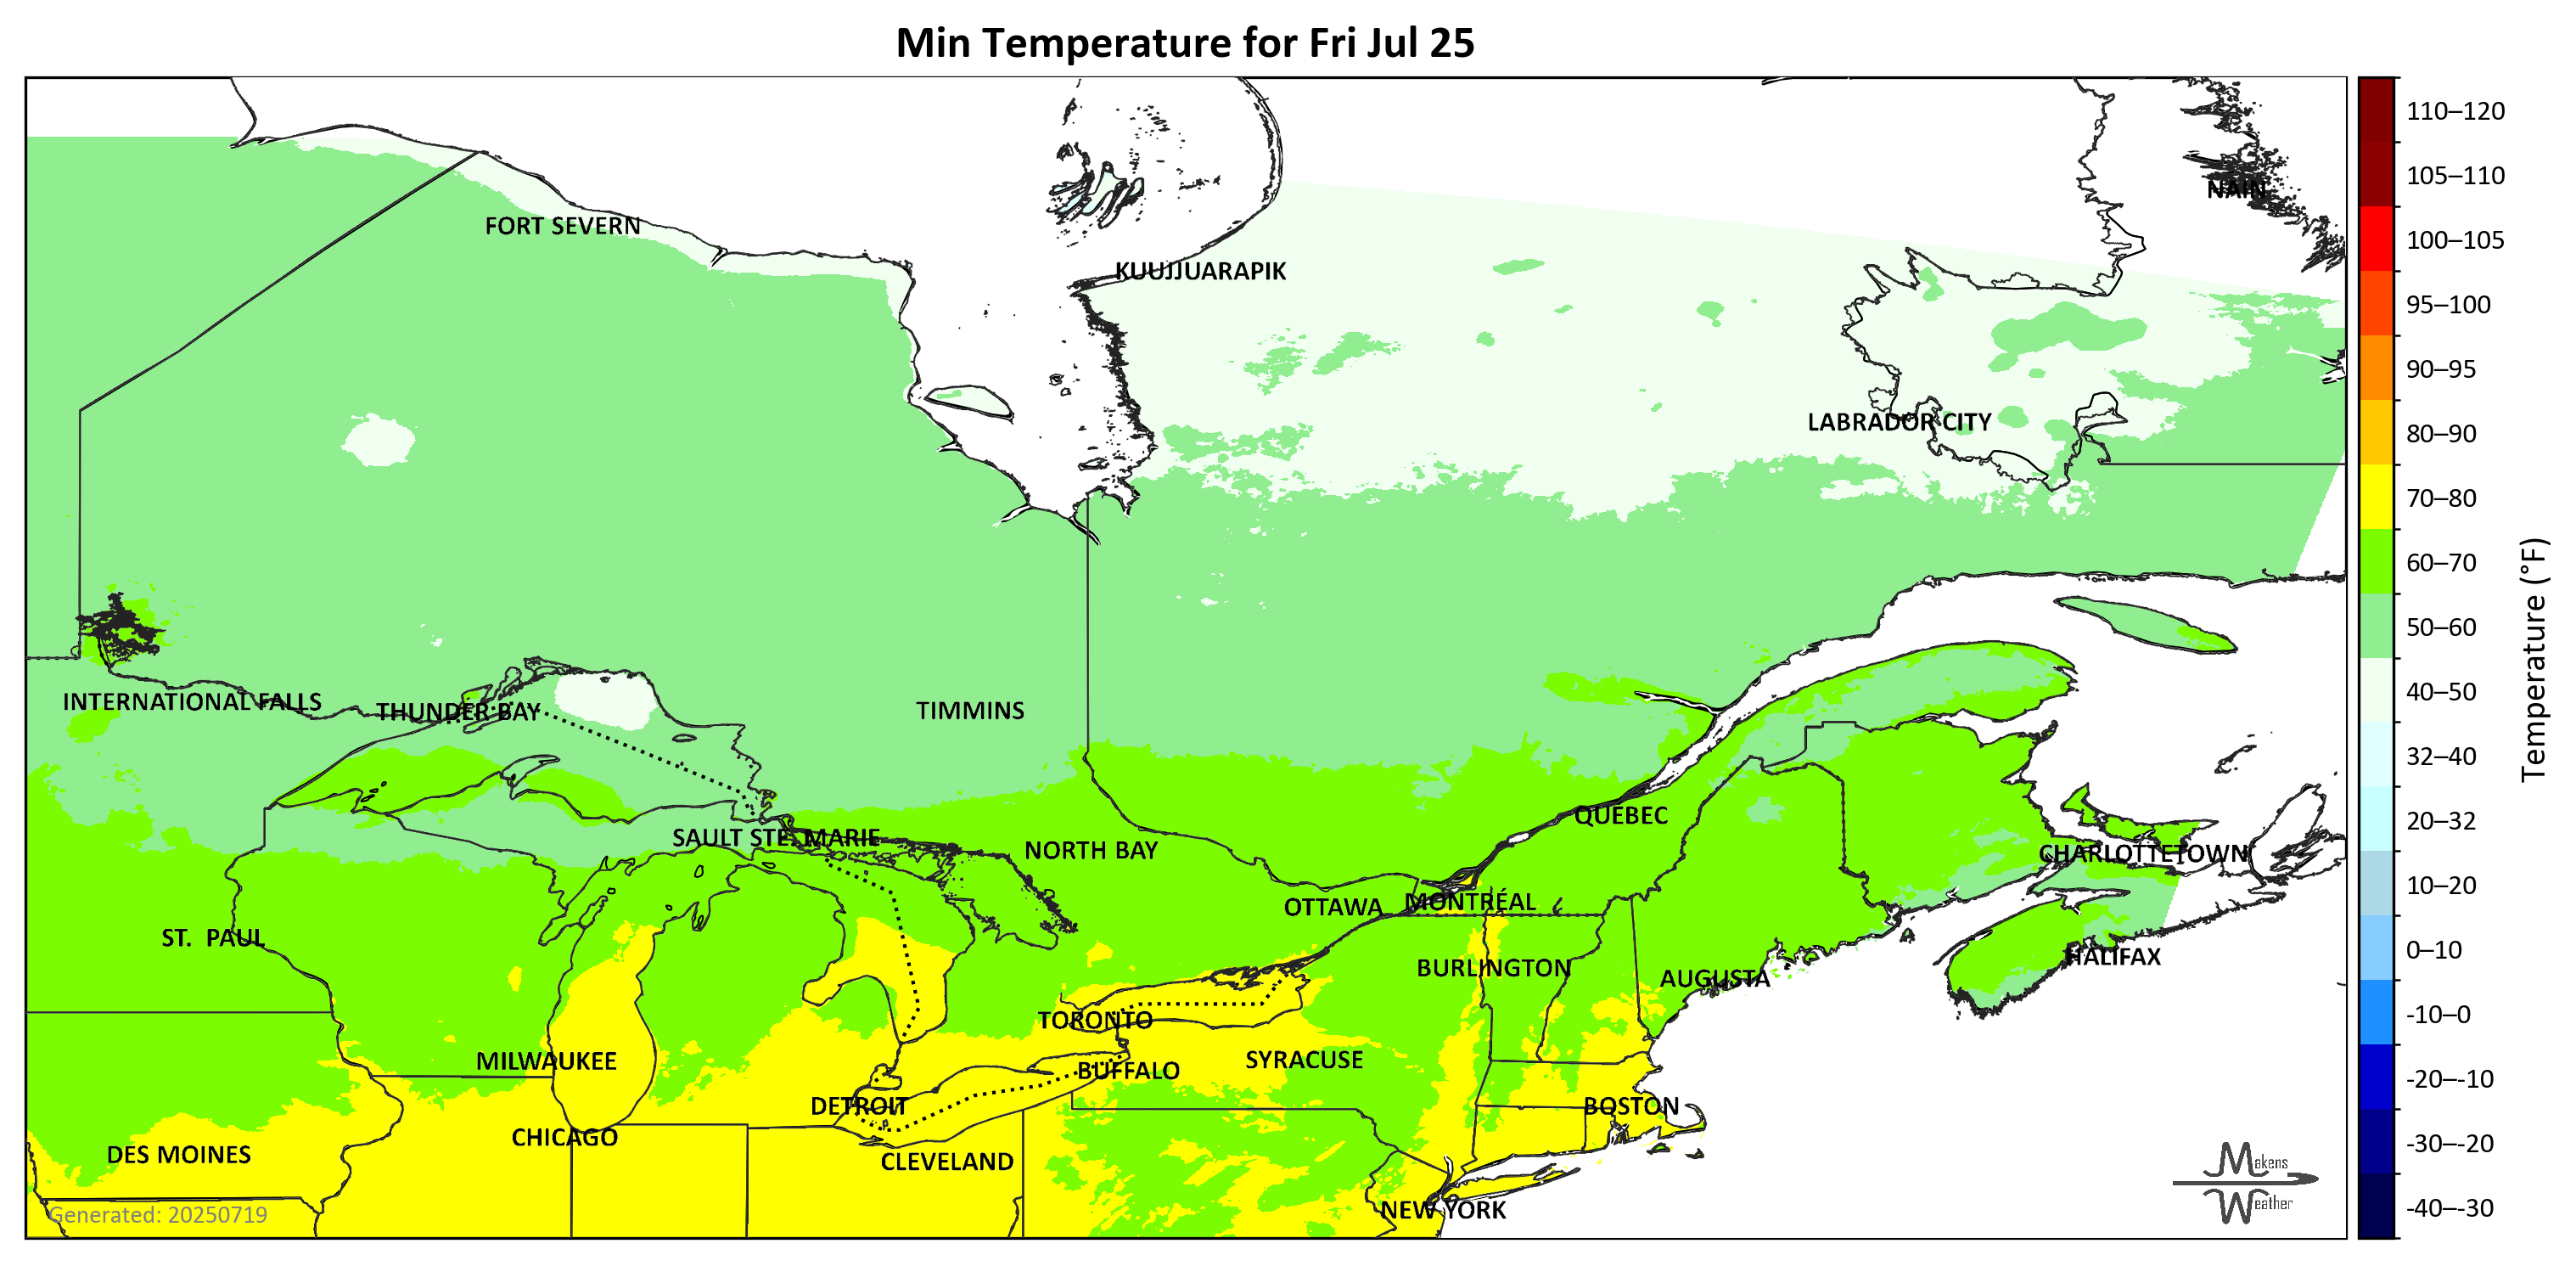 Min Temperature for Fri Jul 25
110–120
105–110
NAIN
100–105
FORT SEVERN
KUUJJUARAPIK
95–100
90–95
LABRADOR CITY
80–90
70–80
60–70
50–60
Temperature (°F)
INTERNATIONAL FALLS
THUNDER BAY
TIMMINS
40–50
32–40
QUEBEC
20–32
SAULT STE. MARIE
NORTH BAY
CHARLOTTETOWN
10–20
OTTAWA
MONTRÉAL
ST. PAUL
HALIFAX
0–10
BURLINGTON
AUGUSTA
-10–0
TORONTO
MILWAUKEE
BUFFALO
SYRACUSE
-20–-10
DETROIT
BOSTON
CHICAGO
-30–-20
DES MOINES
CLEVELAND
Makens
Weather
NEW YORK
-40–-30
Generated: 20250719